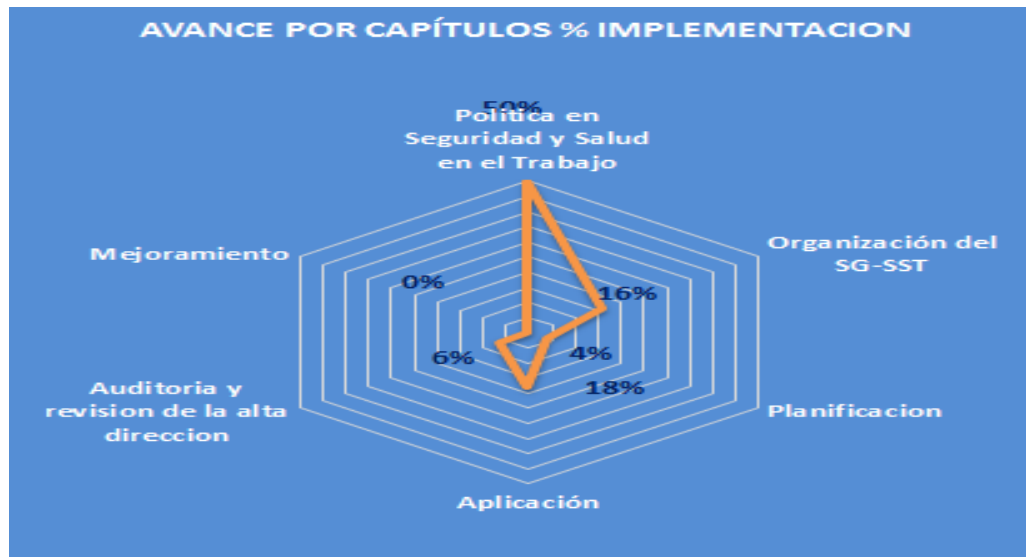 AVANCE POR CAPÍTULOS % IMPLEMENTACION
50%
Politica en
Seguridad y Salud
en el Trabajo
Organización del
SG-SST
Mejoramiento
0%
16%
6%
4%
18%
Auditoria y
revision de la alta
direccion
Planificacion
Aplicación